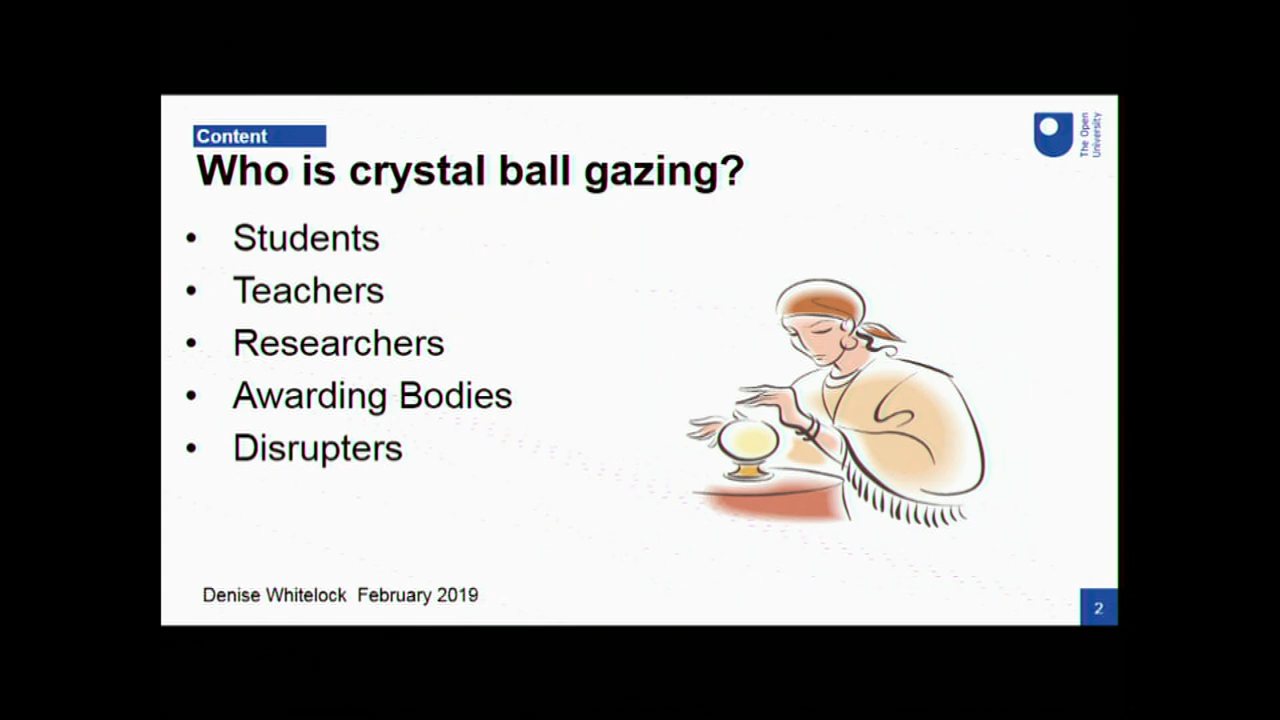 Content
Who is crystal ball gazing?
The Open
University
• Students
• Teachers
• Researchers
• Awarding Bodies
• Disrupters
Denise Whitelock February 2019
2